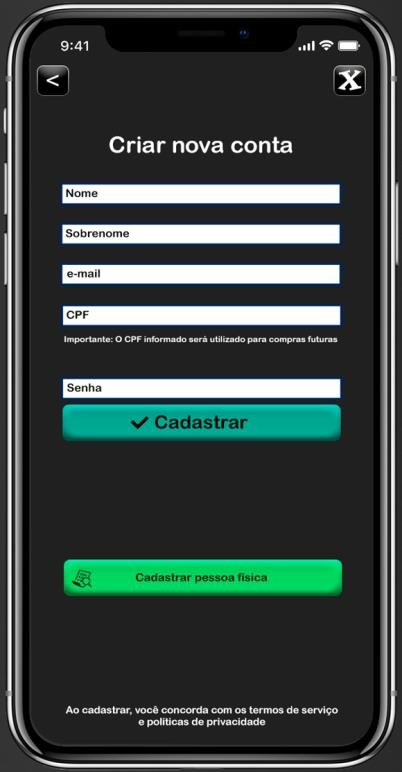 9:41
<
X
Criar nova conta
Nome
Sobrenome
e-mail
CPF
Importante: O CPF informado será utilizado para compras futuras
Senha
Cadastrar
Cadastrar pessoa física
Ao cadastrar, você concorda com os termos de serviço
e políticas de privacidade